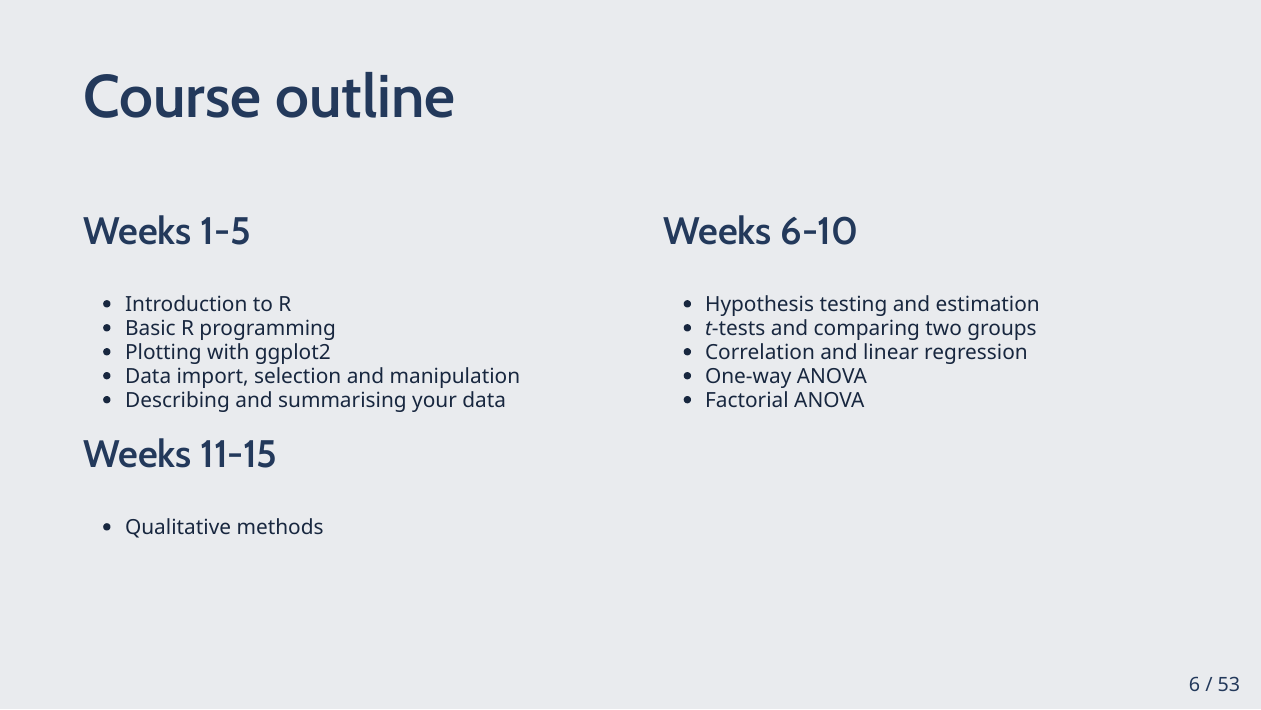 Course outline
Weeks 1-5
• Introduction to R
• Basic R programming
• Plotting with ggplot2
• Data import, selection and manipulation
• Describing and summarising your data
Weeks 6-10
• Hypothesis testing and estimation
• t-tests and comparing two groups
• Correlation and linear regression
• One-way ANOVA
• Factorial ANOVA
Weeks 11-15
• Qualitative methods
6 / 53